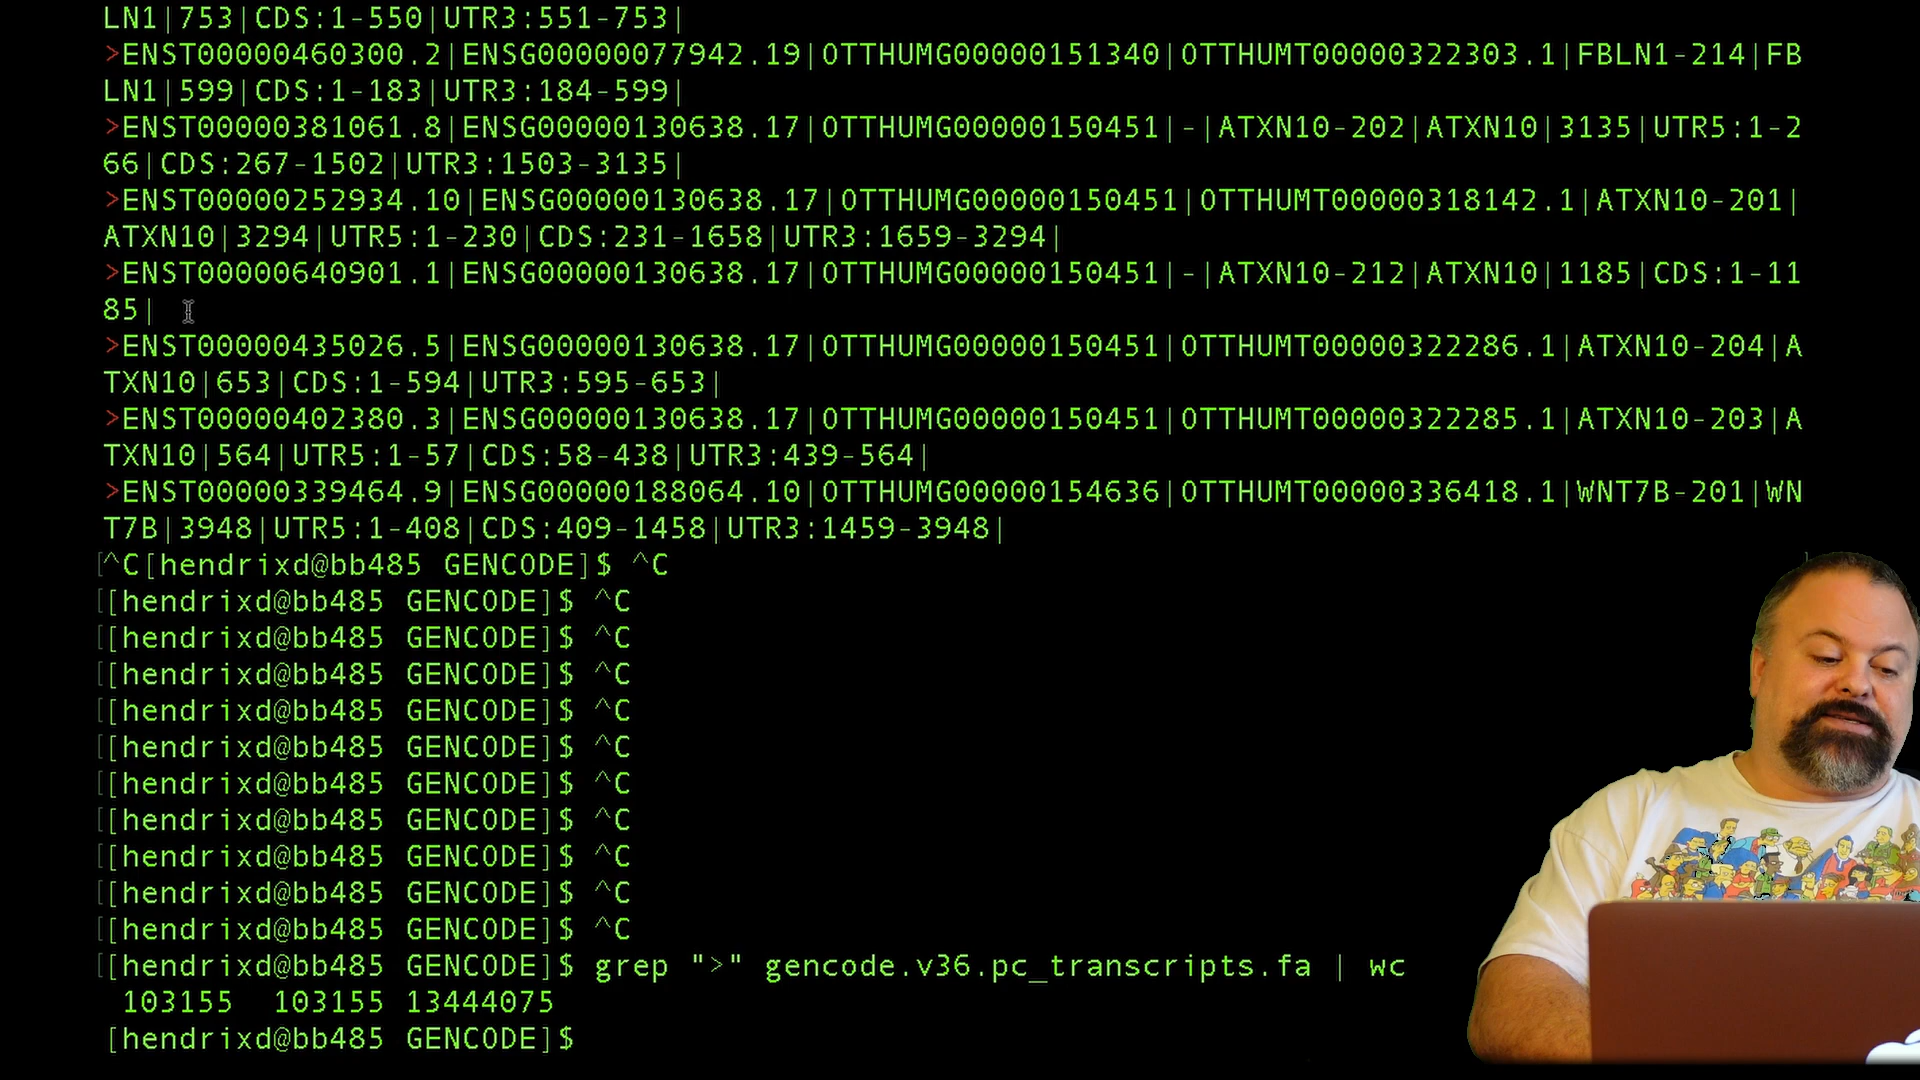 LN1|753|CDS:1-550|UTR3:551-753|
>ENST00000460300.2|ENSG00000077942.19|OTTHUMG00000151340|OTTHUMT00000322303.1|FBLN1-214|FB
LN1|599|CDS:1-183|UTR3:184-599|
>ENST00000381061.8|ENSG00000130638.17|OTTHUMG00000150451|-|ATXN10-202|ATXN10|3135|UTR5:1-2
66|CDS:267-1502|UTR3:1503-3135|
>ENST00000252934.10|ENSG00000130638.17|OTTHUMG00000150451|OTTHUMT00000318142.1|ATXN10-201|
ATXN10|3294|UTR5:1-230|CDS:231-1658|UTR3:1659-3294|
>ENST00000640901.1|ENSG00000130638.17|OTTHUMG00000150451|-|ATXN10-212|ATXN10|1185|CDS:1-11
85|
>ENST00000435026.5|ENSG00000130638.17|OTTHUMG00000150451|OTTHUMT00000322286.1|ATXN10-204|A
TXN10|653|CDS:1-594|UTR3:595-653|
>ENST00000402380.3|ENSG00000130638.17|OTTHUMG00000150451|OTTHUMT00000322285.1|ATXN10-203|A
TXN10|564|UTR5:1-57|CDS:58-438|UTR3:439-564|
>ENST00000339464.9|ENSG00000188064.10|OTTHUMG00000154636|OTTHUMT00000336418.1|WNT7B-201|WN
T7B|3948|UTR5:1-408|CDS:409-1458|UTR3:1459-3948|
[^C[hendrixd@bb485 GENCODE]$ ^C ]
[[hendrixd@bb485 GENCODE]$ ^C
[[hendrixd@bb485 GENCODE]$ ^C
[[hendrixd@bb485 GENCODE]$ ^C
[[hendrixd@bb485 GENCODE]$ ^C
[[hendrixd@bb485 GENCODE]$ ^C
[[hendrixd@bb485 GENCODE]$ ^C
[[hendrixd@bb485 GENCODE]$ ^C
[[hendrixd@bb485 GENCODE]$ ^C
[[hendrixd@bb485 GENCODE]$ ^C
[[hendrixd@bb485 GENCODE]$ ^C
[[hendrixd@bb485 GENCODE]$ grep ">" gencode.v36.pc_transcripts.fa | wc
103155 103155 13444075
[hendrixd@bb485 GENCODE]$